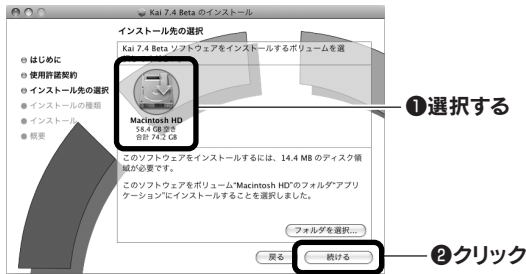 Kai 7.4 Beta のインストール
インストール先の選択
Kai 7.4 Beta ソフトウェアをインストールするボリュームを選
はじめに
使用許諾契約
インストール先の選択
インストールの種類
インストール
概要
Macintosh HD
58.4 GB 空き
合計 74.2 GB
❶選択する
このソフトウェアをインストールするには、14.4 MB のディスク領
域が必要です。
このソフトウェアをボリューム"Macintosh HD"のフォルダ"アプリ
ケーション"にインストールすることを選択しました。
フォルダを選択...
戻る
続ける
❷クリック